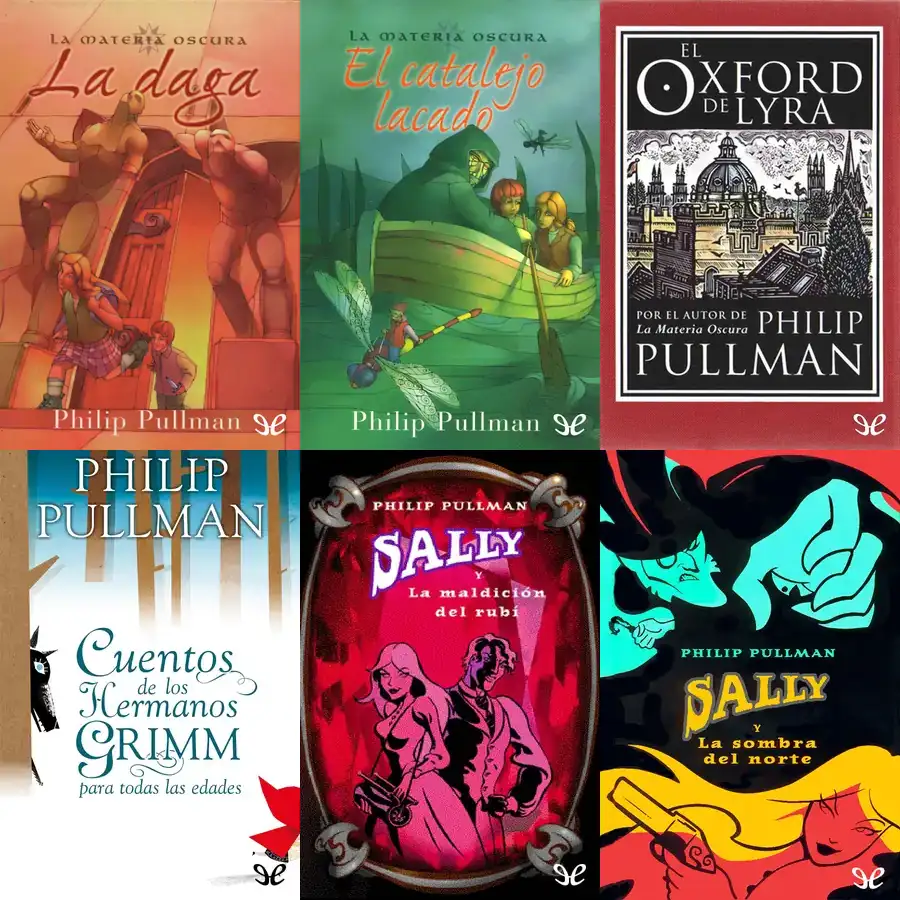 LA MATERIA OSCURA
La daga
Philip Pullman
LA MATERIA OSCURA
El catalejo
lacado
Philip Pullman
EL
OXFORD
DE LYRA
POR EL AUTOR DE
La Materia Oscura
PHILIP
PULLMAN
PHILIP
PULLMAN
Cuentos
de los
Hermanos
GRIMM
para todas las edades
PHILIP PULLMAN
SALLY
Y
La maldición
del rubí
PHILIP PULLMAN
SALLY
Y
La sombra
del norte